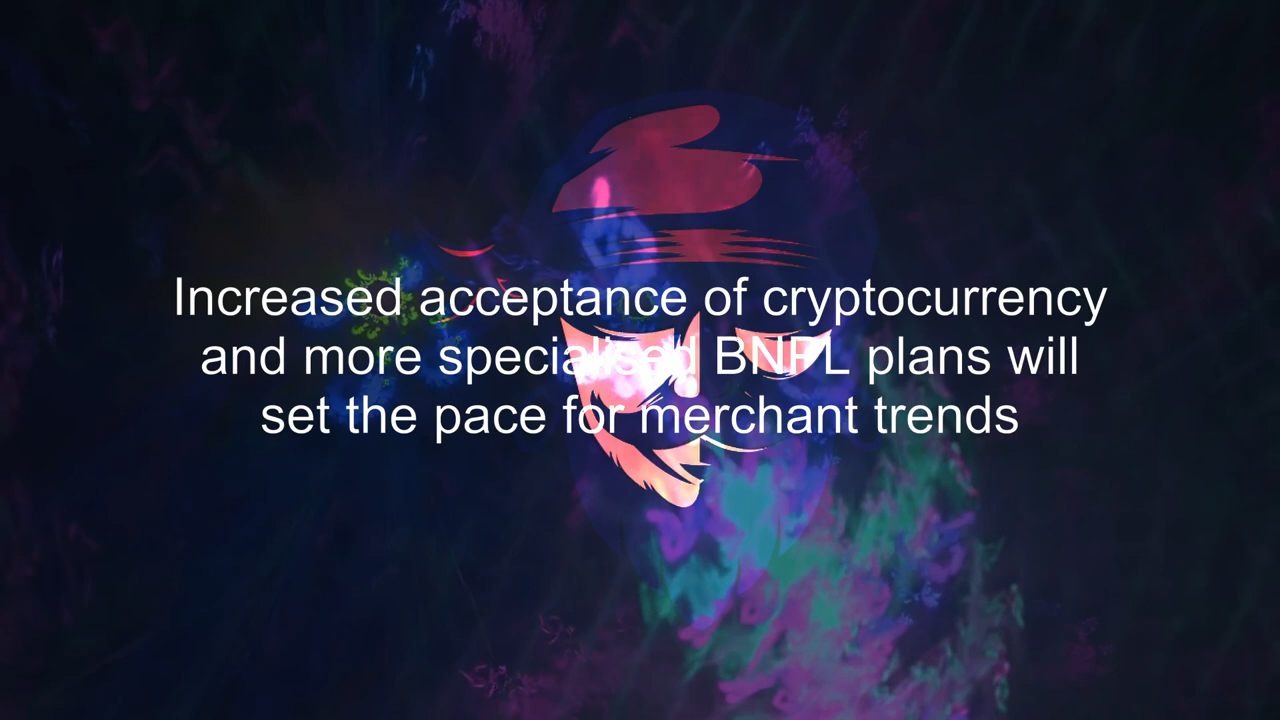 Increased acceptance of cryptocurrency
and more specialised BNPL plans will
set the pace for merchant trends